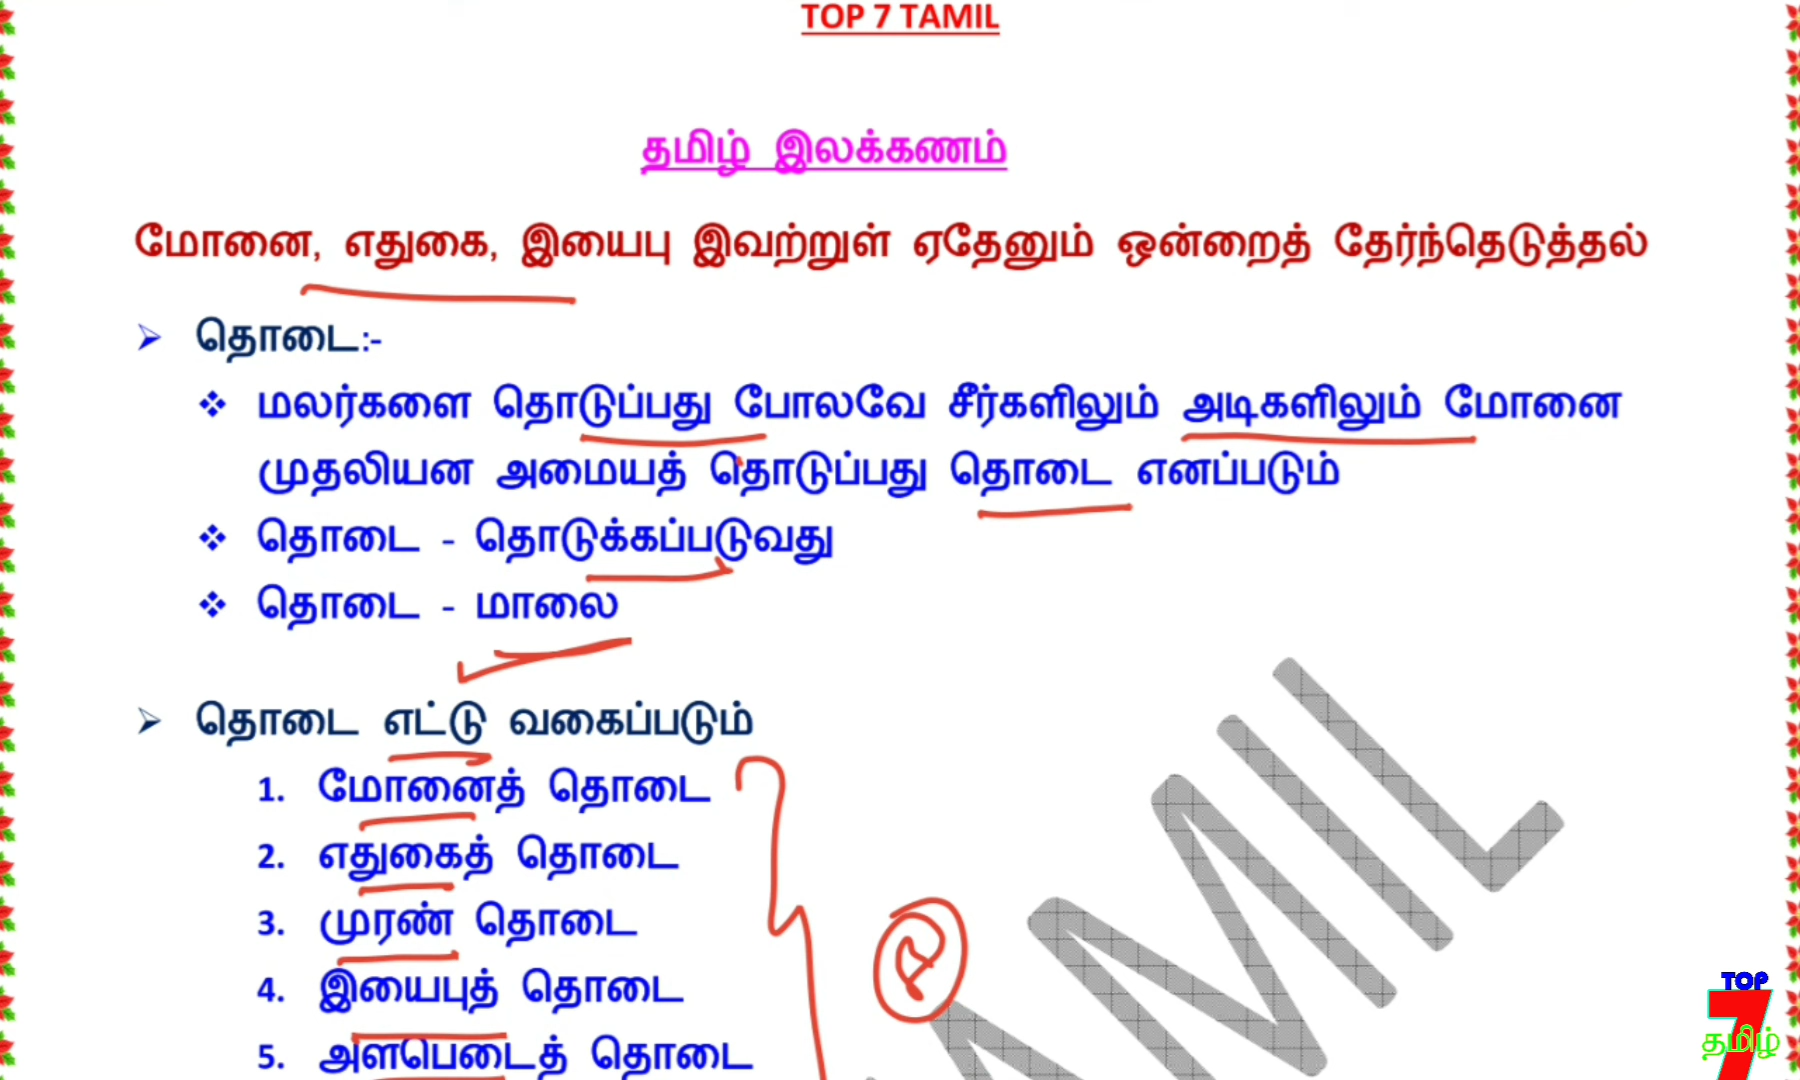 TOP 7 TAMIL
தமிழ் இலக்கணம்
மோனை, எதுகை, இயைபு இவற்றுள் ஏதேனும் ஒன்றைத் தேர்ந்தெடுத்தல்
➢ தொடை:-
❖ மலர்களை தொடுப்பது போலவே சீர்களிலும் அடிகளிலும் மோனை
முதலியன அமையத் தொடுப்பது தொடை எனப்படும்
❖ தொடை - தொடுக்கப்படுவது
❖ தொடை - மாலை
➢ தொடை எட்டு வகைப்படும்
1. மோனைத் தொடை
2. எதுகைத் தொடை
3. முரண் தொடை
4. இயைபுத் தொடை
5. அளபெடைத் தொடை
AMIL
TOP
7
தமிழ்